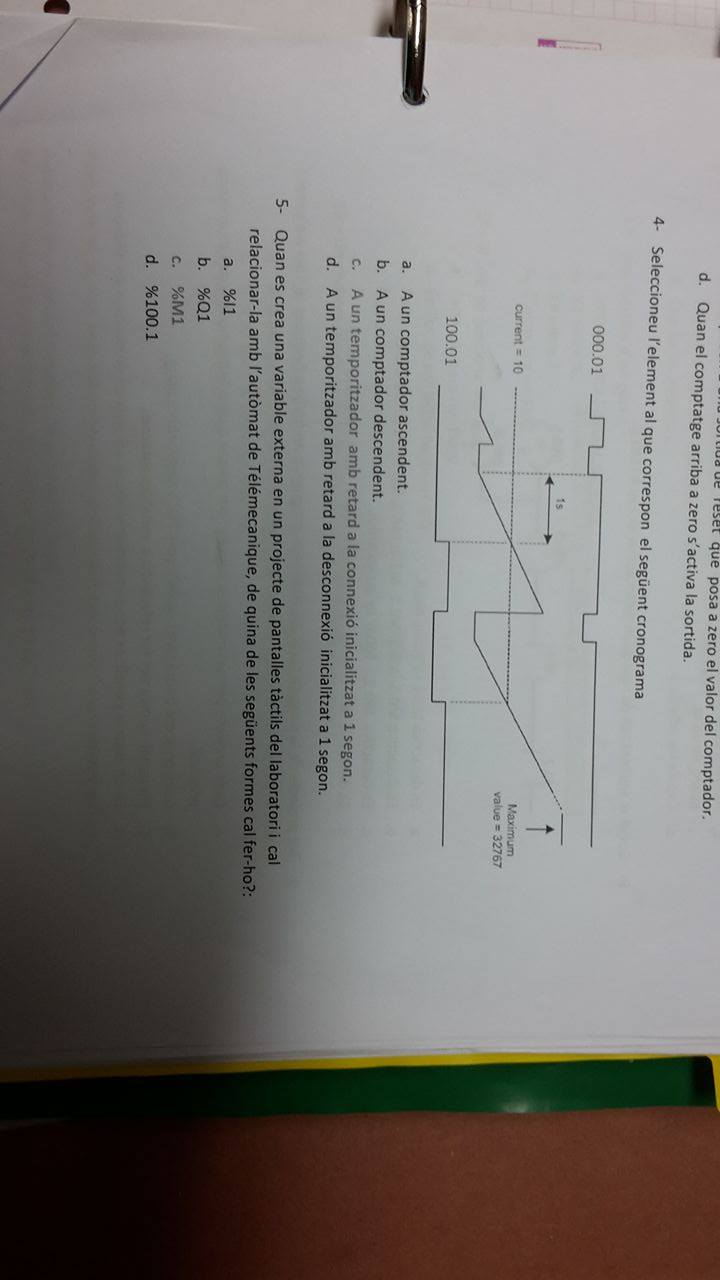 de reset que posa a zero el valor del comptador.
d. Quan el comptatge arriba a zero s'activa la sortida.
4- Seleccioneu l'element al que correspon el següent cronograma
000.01
1s
current = 10
Maximum
value = 32767
100.01
a. A un comptador ascendent.
b. A un comptador descendent.
c. A un temporitzador amb retard a la connexió inicialitzat a 1 segon.
d. A un temporitzador amb retard a la desconnexió inicialitzat a 1 segon.
5- Quan es crea una variable externa en un projecte de pantalles tàctils del laboratori i cal
relacionar-la amb l'autòmat de Télémecanique, de quina de les següents formes cal fer-ho?:
a. %I1
b. %Q1
c. %M1
d. %100.1